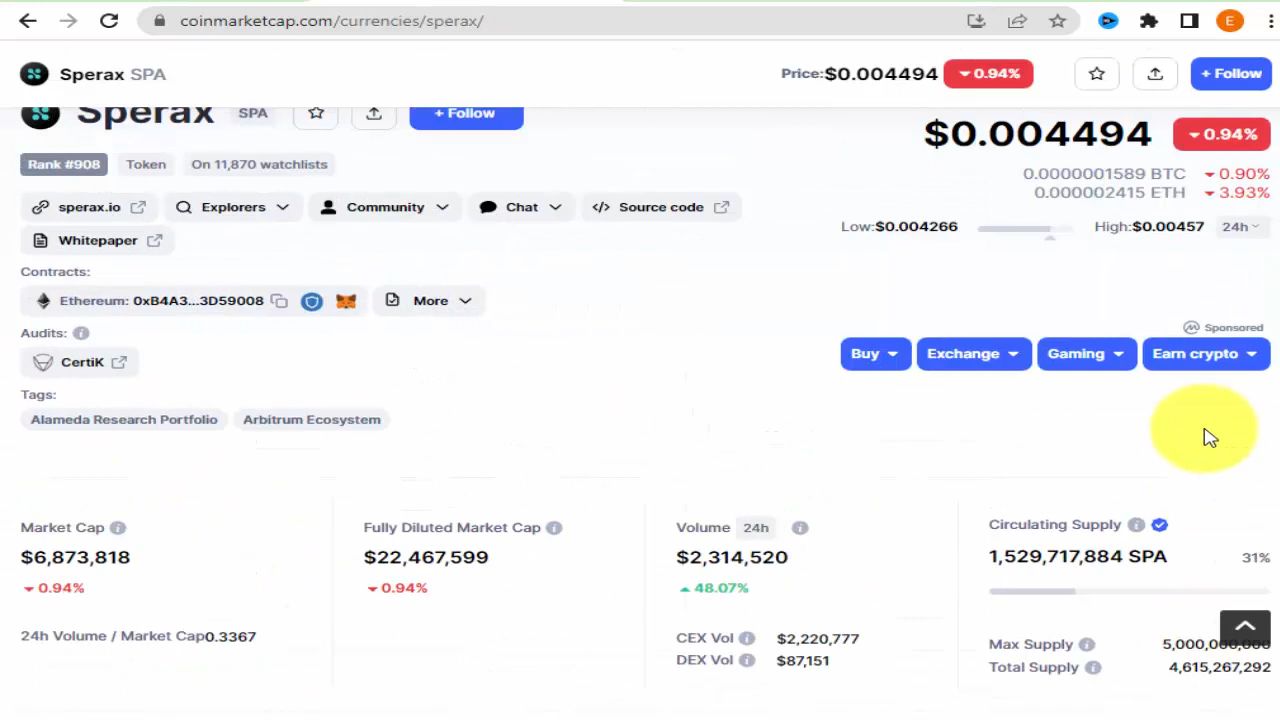 coinmarketcap.com/currencies/sperax/
E
Sperax SPA
Price:$0.004494 0.94%
+ Follow
Sperax SPA + Follow
$0.004494 0.94%
Rank #908 Token On 11,870 watchlists
0.0000001589 BTC 0.90%
0.000002415 ETH 3.93%
sperax.io Explorers Community Chat Source code
Low:$0.004266 High:$0.00457 24h
Whitepaper
Contracts:
Ethereum: 0xB4A3...3D59008 More
Audits:
Sponsored
CertiK
Buy Exchange Gaming Earn crypto
Tags:
Alameda Research Portfolio Arbitrum Ecosystem
Market Cap
$6,873,818
0.94%
24h Volume / Market Cap0.3367
Fully Diluted Market Cap
$22,467,599
0.94%
Volume 24h
$2,314,520
48.07%
CEX Vol $2,220,777
DEX Vol $87,151
Circulating Supply
1,529,717,884 SPA 31%
Max Supply 5,000,000,000
Total Supply 4,615,267,292